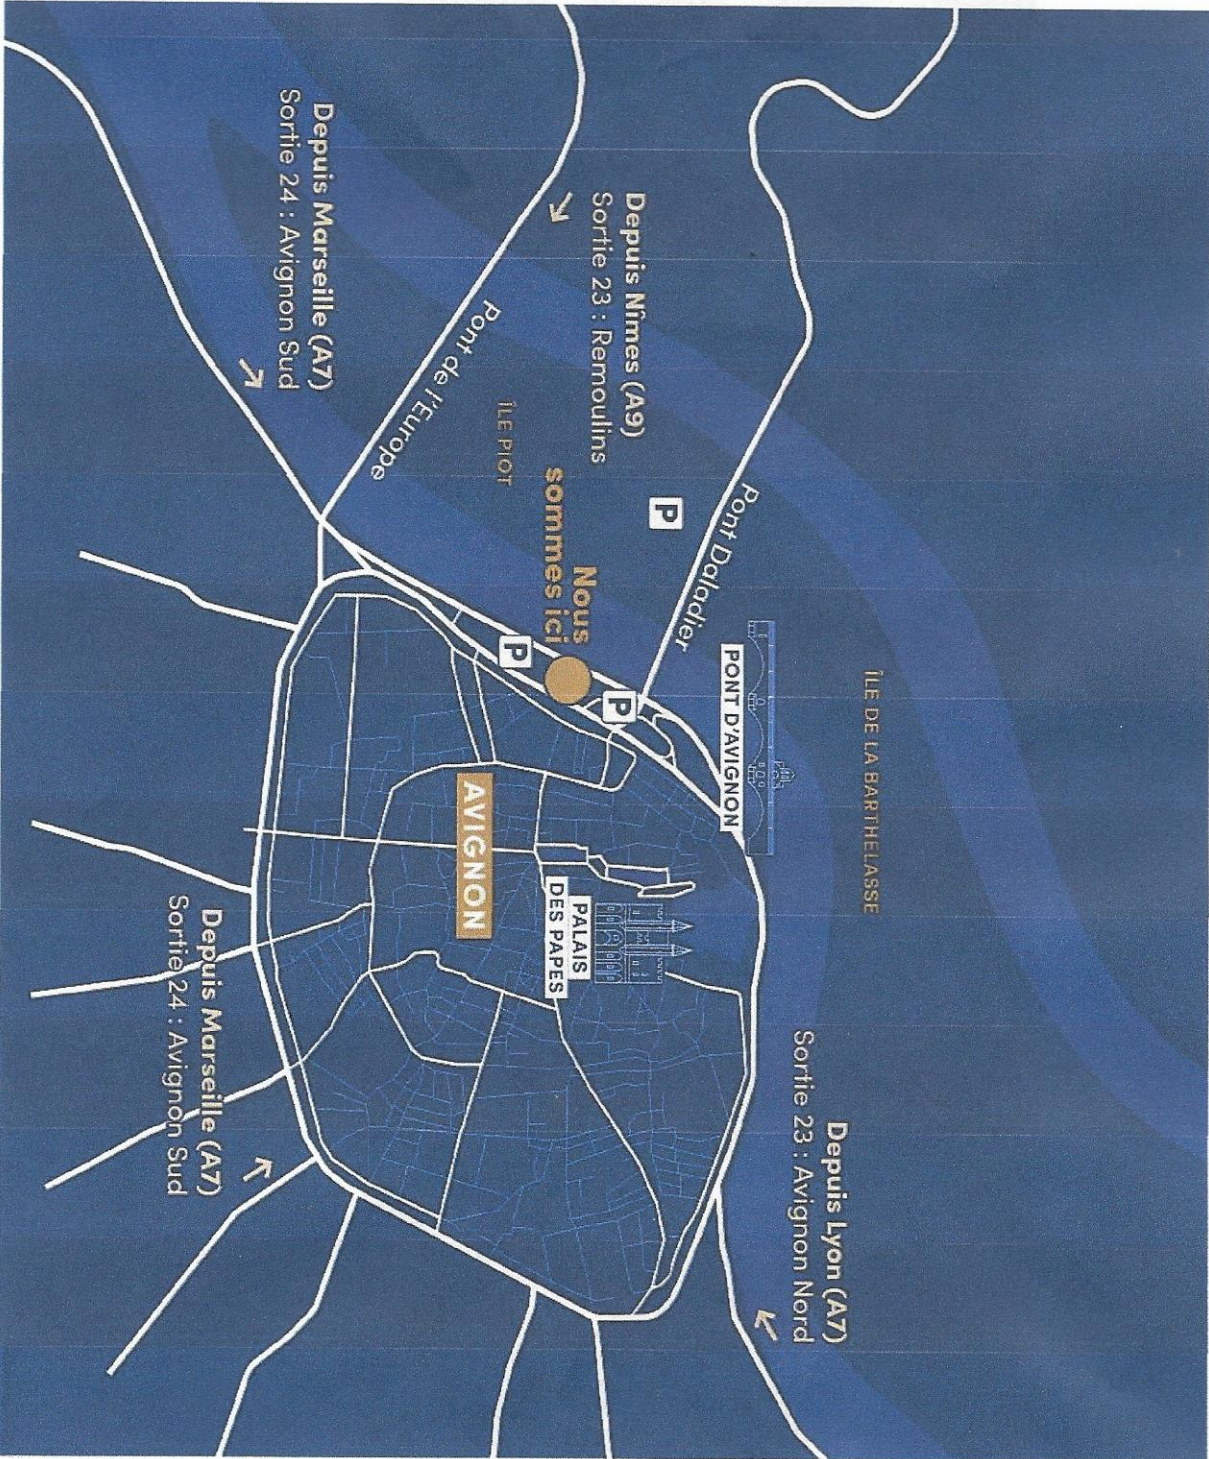 Depuis Nîmes (A9)
Sortie 23 : Remoulins
Depuis Marseille (A7)
Sortie 24 : Avignon Sud
Pont de l'Europe
ÎLE PIOT
P
Pont Daladier
Nous
sommes ici
P
P
PONT D'AVIGNON
ÎLE DE LA BARTHELASSE
AVIGNON
PALAIS
DES PAPES
Depuis Lyon (A7)
Sortie 23 : Avignon Nord
Depuis Marseille (A7)
Sortie 24 : Avignon Sud